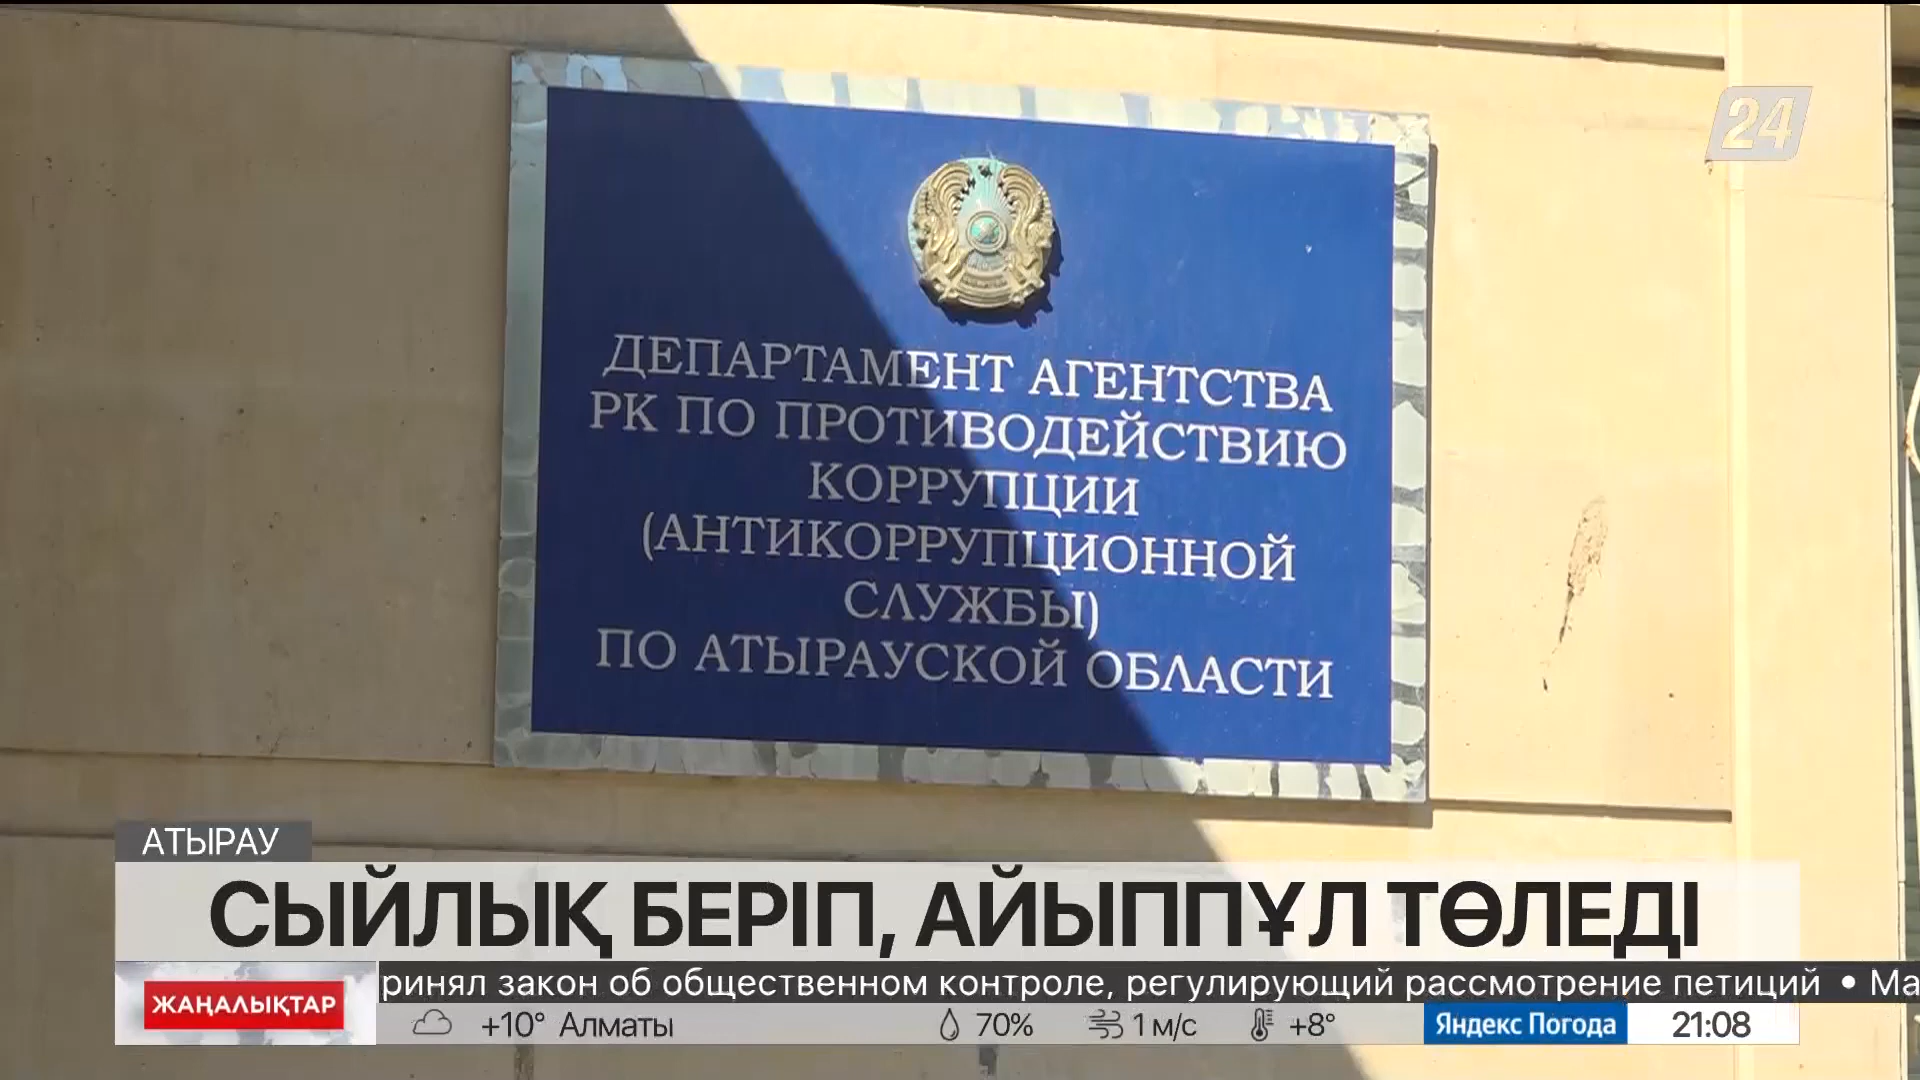 24
ДЕПАРТАМЕНТ АГЕНТСТВА
РК ПО ПРОТИВОДЕЙСТВИЮ
КОРРУПЦИИ
(АНТИКОРРУПЦИОННОЙ
СЛУЖБЫ)
ПО АТЫРАУСКОЙ ОБЛАСТИ
АТЫРАУ
СЫЙЛЫҚ БЕРІП, АЙЫППҰЛ ТӨЛЕДІ
ЖАҢАЛЫҚТАР
ринял закон об общественном контроле, регулирующий рассмотрение петиций • Ма
+10° Алматы 70% 1 м/с +8° Яндекс Погода 21:08